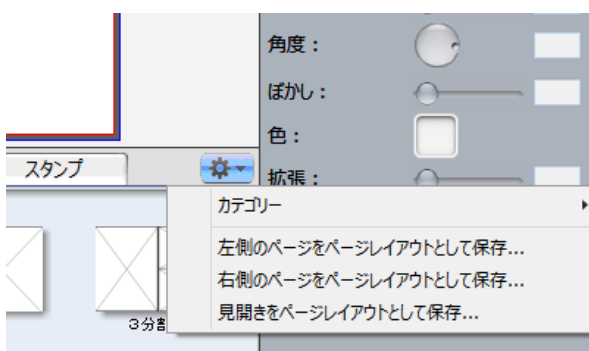 角度：
ぼかし：
色：
スタンプ
拡張：
カテゴリー
左側のページをページレイアウトとして保存...
右側のページをページレイアウトとして保存...
見開きをページレイアウトとして保存...
3分割